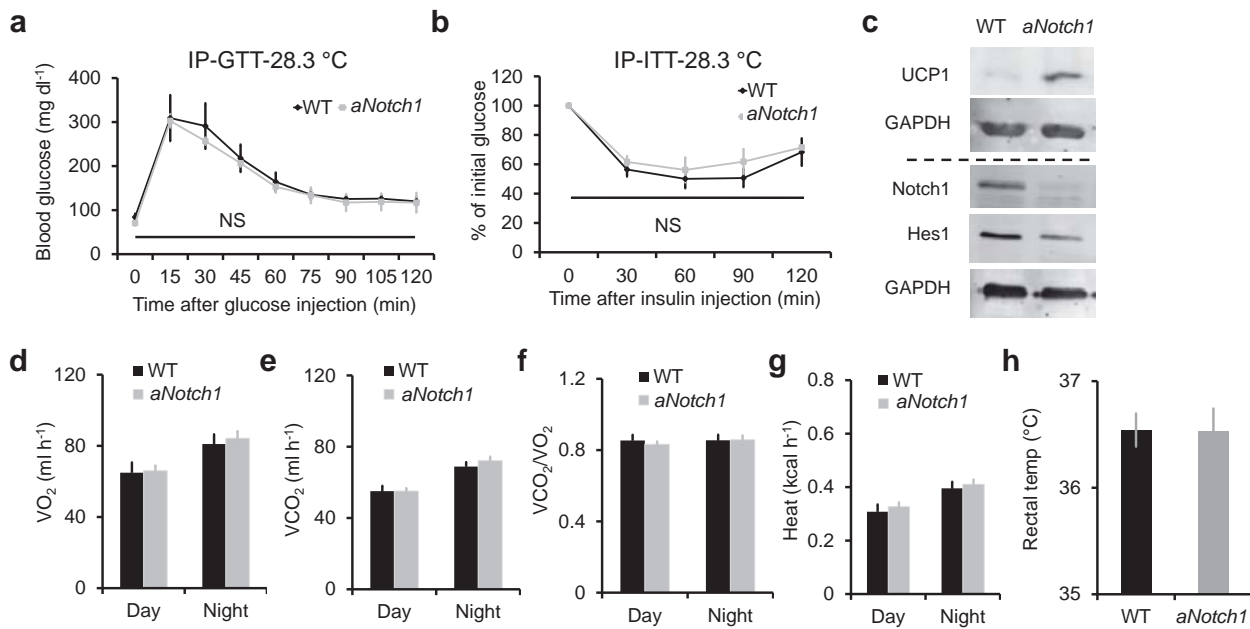 a
IP-GTT-28.3 °C
Blood glucose (mg dl-1)
400
300
200
100
0
WT
aNotch1
NS
0 15 30 45 60 75 90 105 120
Time after glucose injection (min)
b
IP-ITT-28.3 °C
% of initial glucose
120
100
80
60
40
20
0
WT
aNotch1
NS
0 30 60 90 120
Time after insulin injection (min)
c
WT aNotch1
UCP1
GAPDH
Notch1
Hes1
GAPDH
d
WT
aNotch1
VO2 (ml h-1)
120
80
40
0
Day Night
e
WT
aNotch1
VCO2 (ml h-1)
120
80
40
0
Day Night
f
WT
aNotch1
VCO2/VO2
1.2
0.8
0.4
0
Day Night
g
WT
aNotch1
Heat (kcal h-1)
0.8
0.6
0.4
0.2
0
Day Night
h
Rectal temp (°C)
37
36
35
WT aNotch1